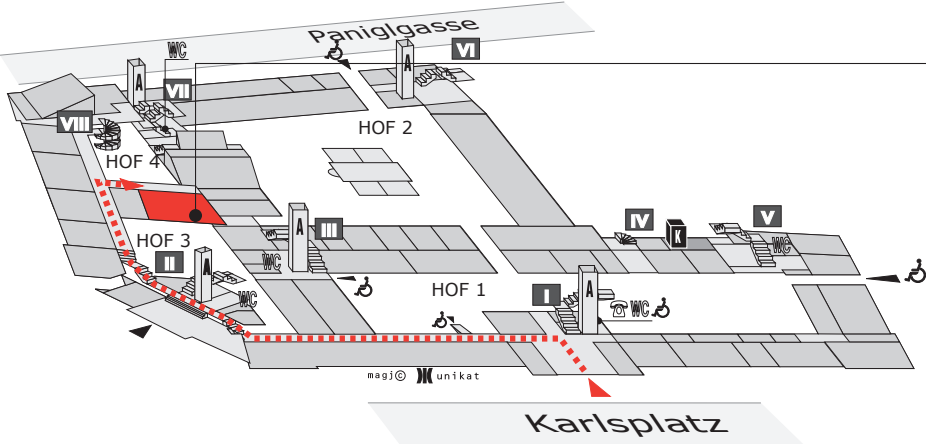 Paniglgasse
WC
A
VI
A
VII
VIII
HOF 2
HOF 4
A
III
IV
K
V
WC
HOF 3
II
A
WC
WC
HOF 1
I
A
WC
magj© unikat
Karlsplatz